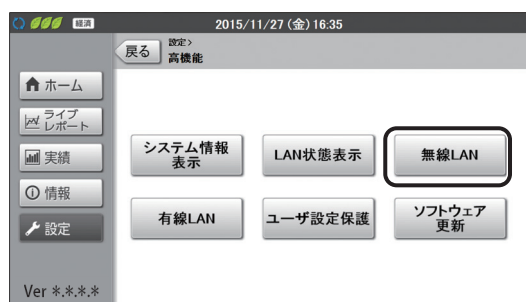 経済
2015/11/27(金)16:35
戻る
設定>
高機能
ホーム
ライブ
レポート
実績
情報
設定
システム情報
表示
LAN状態表示
無線LAN
有線LAN
ユーザ設定保護
ソフトウェア
更新
Ver *.*.*.*